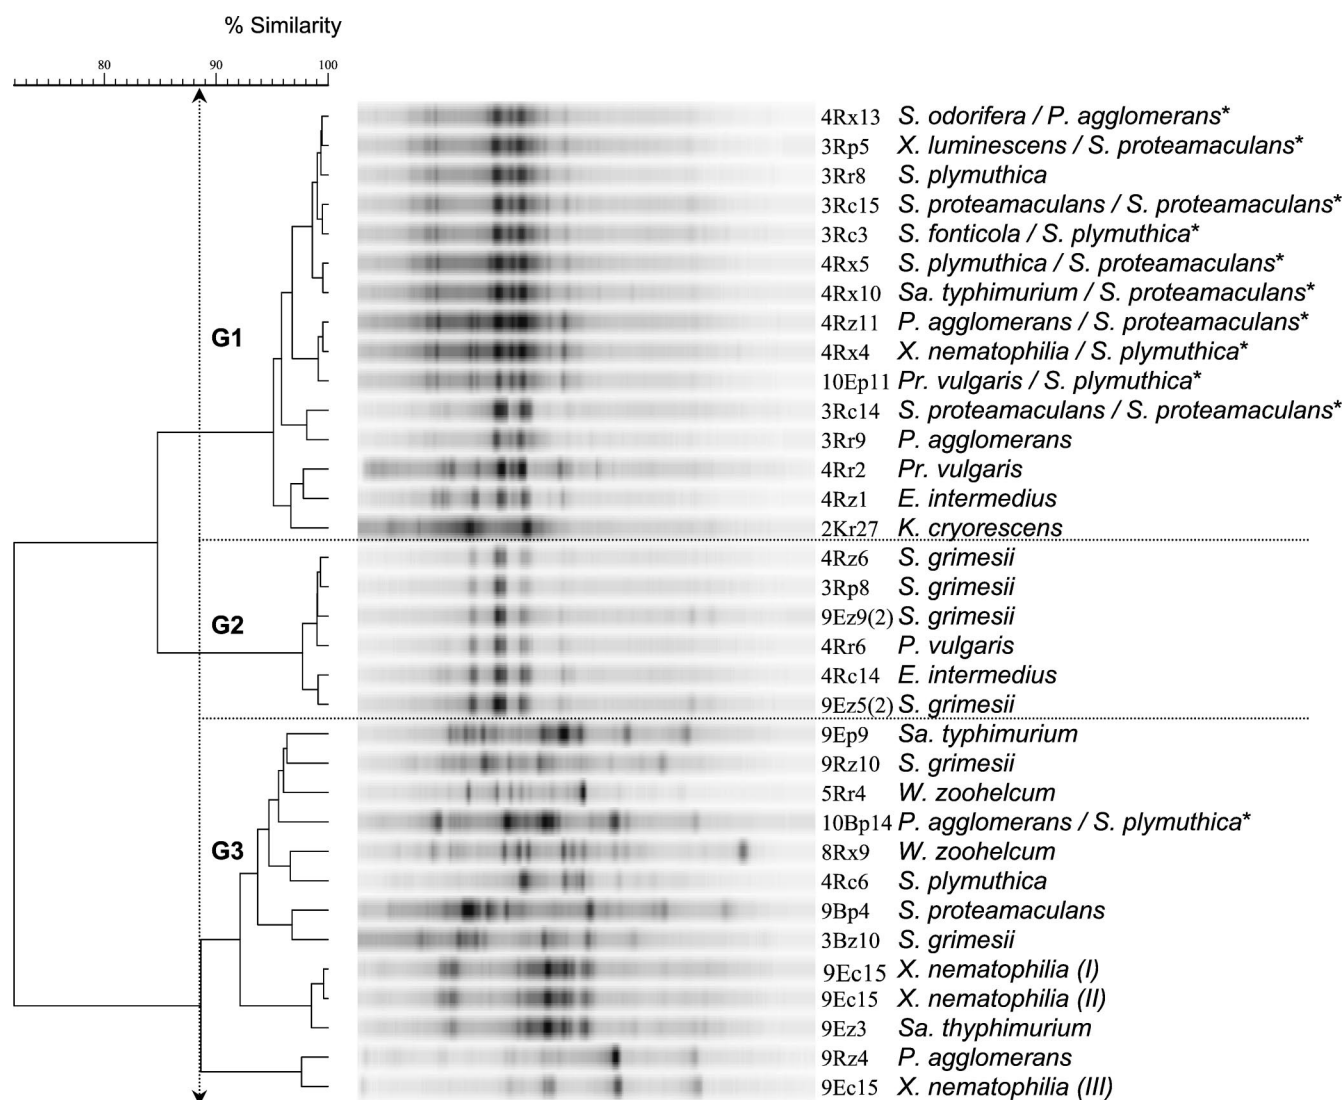 % Similarity
80 90 100
4Rx13 S. odorifera / P. agglomerans*
3Rp5 X. luminescens / S. proteamaculans*
3Rr8 S. plymuthica
3Rc15 S. proteamaculans / S. proteamaculans*
3Rc3 S. fonticola / S. plymuthica*
4Rx5 S. plymuthica / S. proteamaculans*
4Rx10 Sa. typhimurium / S. proteamaculans*
4Rz11 P. agglomerans / S. proteamaculans*
G1
4Rx4 X. nematophilia / S. plymuthica*
10Ep11 Pr. vulgaris / S. plymuthica*
3Rc14 S. proteamaculans / S. proteamaculans*
3Rr9 P. agglomerans
4Rr2 Pr. vulgaris
4Rz1 E. intermedius
2Kr27 K. cryorescens
4Rz6 S. grimesii
3Rp8 S. grimesii
9Ez9(2) S. grimesii
G2
4Rr6 P. vulgaris
4Rc14 E. intermedius
9Ez5(2) S. grimesii
9Ep9 Sa. typhimurium
9Rz10 S. grimesii
5Rr4 W. zoohelcum
10Bp14 P. agglomerans / S. plymuthica*
G3
8Rx9 W. zoohelcum
4Rc6 S. plymuthica
9Bp4 S. proteamaculans
3Bz10 S. grimesii
9Ec15 X. nematophilia (I)
9Ec15 X. nematophilia (II)
9Ez3 Sa. thyphimurium
9Rz4 P. agglomerans
9Ec15 X. nematophilia (III)